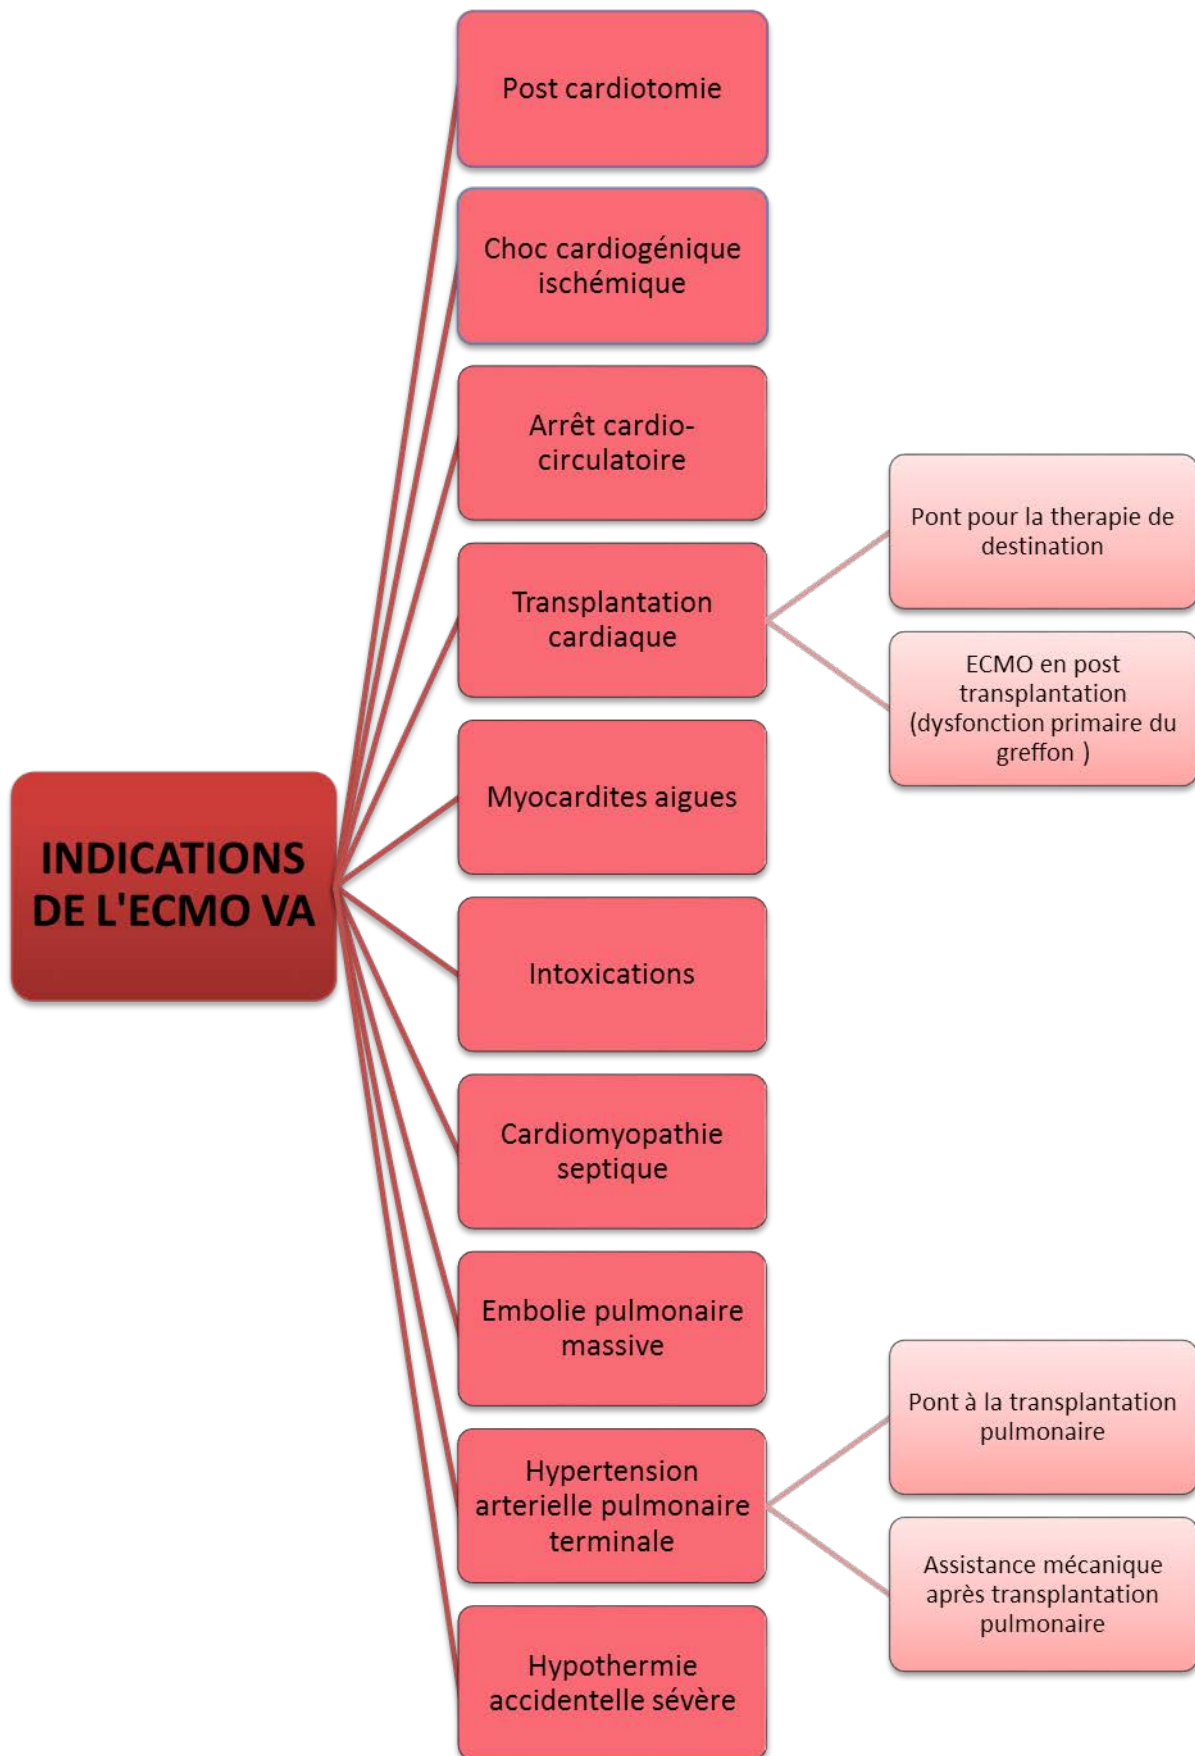 INDICATIONS
DE L'ECMO VA
Post cardiotomie
Choc cardiogénique
ischémique
Arrêt cardio-
circulatoire
Transplantation
cardiaque
Pont pour la therapie de
destination
ECMO en post
transplantation
(dysfonction primaire du
greffon )
Myocardites aigues
Intoxications
Cardiomyopathie
septique
Embolie pulmonaire
massive
Hypertension
arterielle pulmonaire
terminale
Pont à la transplantation
pulmonaire
Assistance mécanique
après transplantation
pulmonaire
Hypothermie
accidentelle sévère